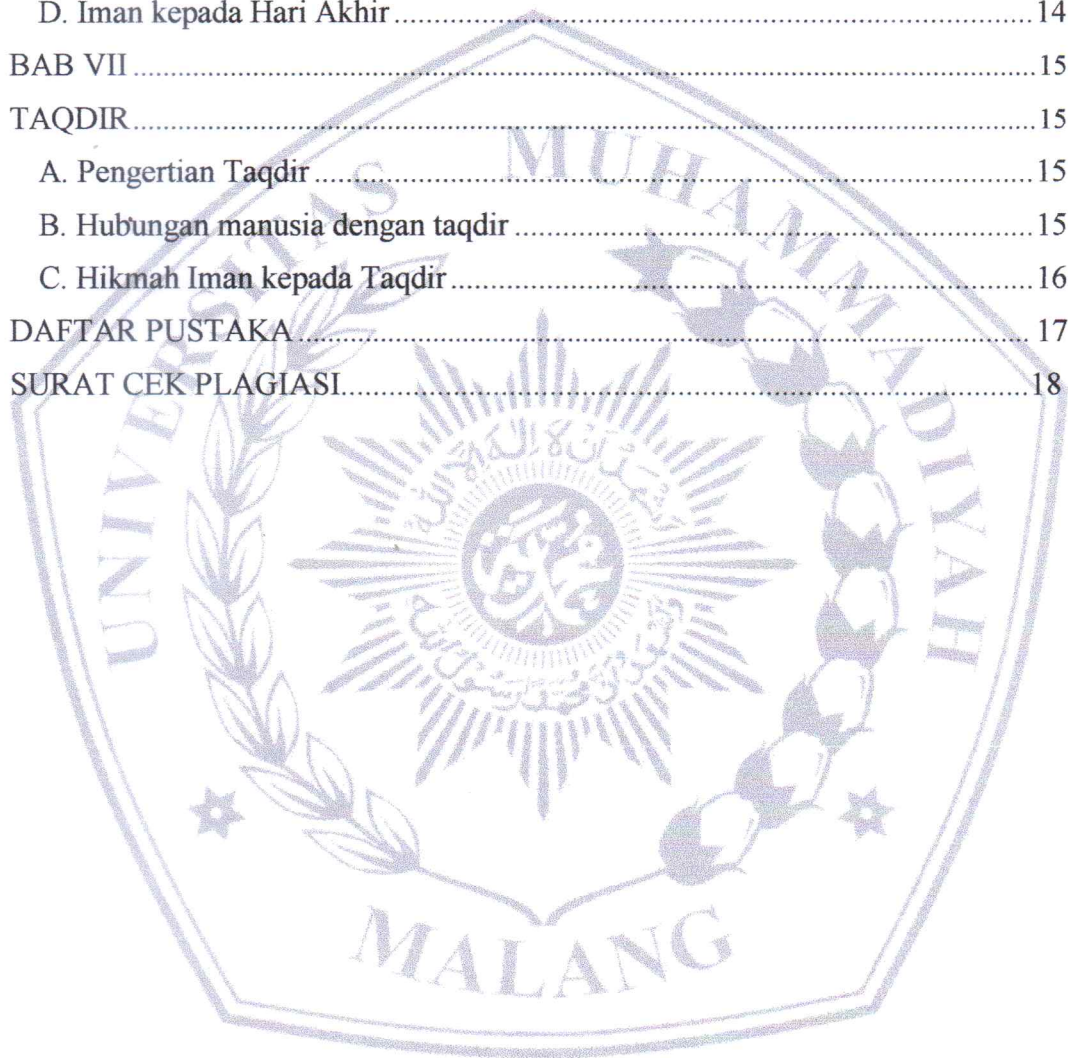 D. Iman kepada Hari Akhir ........................................ 14
BAB VII ........................................ 15
TAQDIR ........................................ 15
A. Pengertian Taqdir ........................................ 15
B. Hubungan manusia dengan taqdir ........................................ 15
C. Hikmah Iman kepada Taqdir ........................................ 16
DAFTAR PUSTAKA ........................................ 17
SURAT CEK PLAGIASI ........................................ 18
UNIVERSITAS MUHAMMADIYAH
MALANG